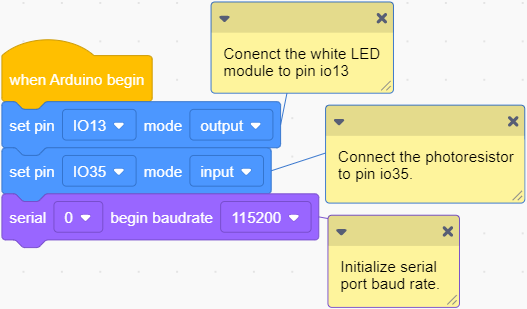 Conenct the white LED
module to pin io13
when Arduino begin
set pin IO13 mode output
set pin IO35 mode input
Connect the photoresistor
to pin io35.
serial 0 begin baudrate 115200
Initialize serial
port baud rate.